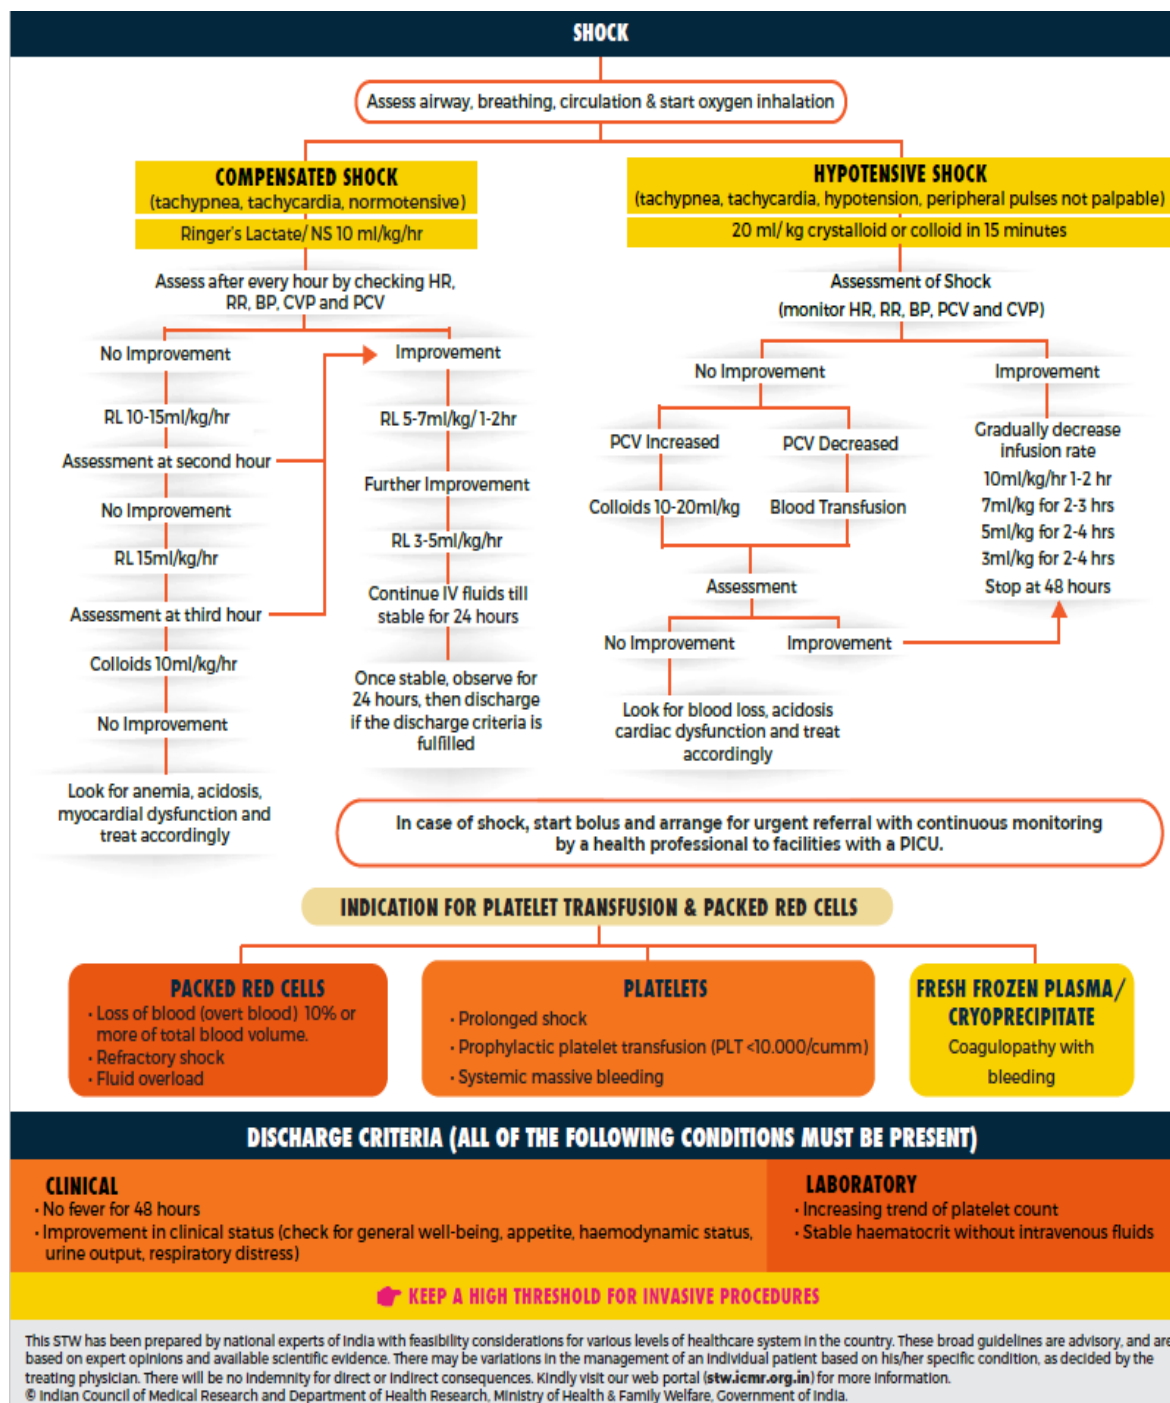 SHOCK
Assess airway, breathing, circulation & start oxygen inhalation
COMPENSATED SHOCK
(tachypnea, tachycardia, normotensive)
Ringer's Lactate/ NS 10 ml/kg/hr
Assess after every hour by checking HR,
RR, BP, CVP and PCV
No Improvement
RL 10-15ml/kg/hr
Assessment at second hour
No Improvement
RL 15ml/kg/hr
Assessment at third hour
Colloids 10ml/kg/hr
No Improvement
Look for anemia, acidosis,
myocardial dysfunction and
treat accordingly
Improvement
RL 5-7ml/kg/ 1-2hr
Further Improvement
RL 3-5ml/kg/hr
Continue IV fluids till
stable for 24 hours
Once stable, observe for
24 hours, then discharge
if the discharge criteria is
fulfilled
HYPOTENSIVE SHOCK
(tachypnea, tachycardia, hypotension, peripheral pulses not palpable)
20 ml/ kg crystalloid or colloid in 15 minutes
Assessment of Shock
(monitor HR, RR, BP, PCV and CVP)
No Improvement
PCV Increased
Colloids 10-20ml/kg
PCV Decreased
Blood Transfusion
Assessment
No Improvement
Improvement
Look for blood loss, acidosis
cardiac dysfunction and treat
accordingly
Improvement
Gradually decrease
infusion rate
10ml/kg/hr 1-2 hr
7ml/kg for 2-3 hrs
5ml/kg for 2-4 hrs
3ml/kg for 2-4 hrs
Stop at 48 hours
In case of shock, start bolus and arrange for urgent referral with continuous monitoring
by a health professional to facilities with a PICU.
INDICATION FOR PLATELET TRANSFUSION & PACKED RED CELLS
PACKED RED CELLS
· Loss of blood (overt blood) 10% or
more of total blood volume.
· Refractory shock
· Fluid overload
PLATELETS
· Prolonged shock
· Prophylactic platelet transfusion (PLT <10.000/cumm)
· Systemic massive bleeding
FRESH FROZEN PLASMA/
CRYOPRECIPITATE
Coagulopathy with
bleeding
DISCHARGE CRITERIA (ALL OF THE FOLLOWING CONDITIONS MUST BE PRESENT)
CLINICAL
· No fever for 48 hours
· Improvement in clinical status (check for general well-being, appetite, haemodynamic status,
urine output, respiratory distress)
LABORATORY
· Increasing trend of platelet count
· Stable haematocrit without intravenous fluids
KEEP A HIGH THRESHOLD FOR INVASIVE PROCEDURES
This STW has been prepared by national experts of India with feasibility considerations for various levels of healthcare system in the country. These broad guidelines are advisory, and are
based on expert opinions and available scientific evidence. There may be variations in the management of an individual patient based on his/her specific condition, as decided by the
treating physician. There will be no indemnity for direct or indirect consequences. Kindly visit our web portal (stw.icmr.org.in) for more information.
© Indian Council of Medical Research and Department of Health Research, Ministry of Health & Family Welfare, Government of India.